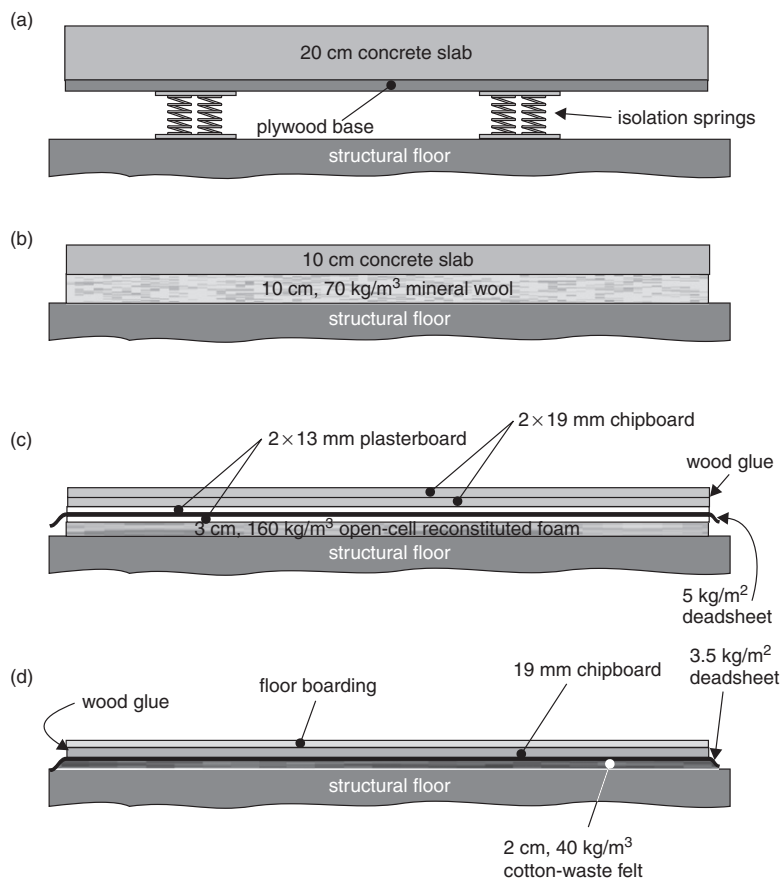 (a)
20 cm concrete slab
plywood base
isolation springs
structural floor
(b)
10 cm concrete slab
10 cm, 70 kg/m³ mineral wool
structural floor
(c)
2 × 13 mm plasterboard
2 × 19 mm chipboard
wood glue
3 cm, 160 kg/m³ open-cell reconstituted foam
structural floor
5 kg/m²
deadsheet
(d)
wood glue
floor boarding
19 mm chipboard
3.5 kg/m²
deadsheet
structural floor
2 cm, 40 kg/m³
cotton-waste felt